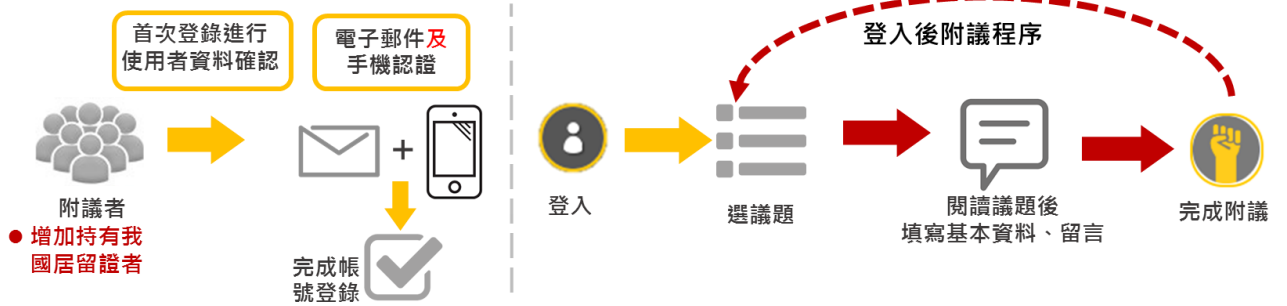 首次登錄進行
使用者資料確認
電子郵件及
手機認證
附議者
● 增加持有我
國居留證者
+
完成帳
號登錄
登入後附議程序
登入
選議題
閱讀議題後
填寫基本資料、留言
完成附議